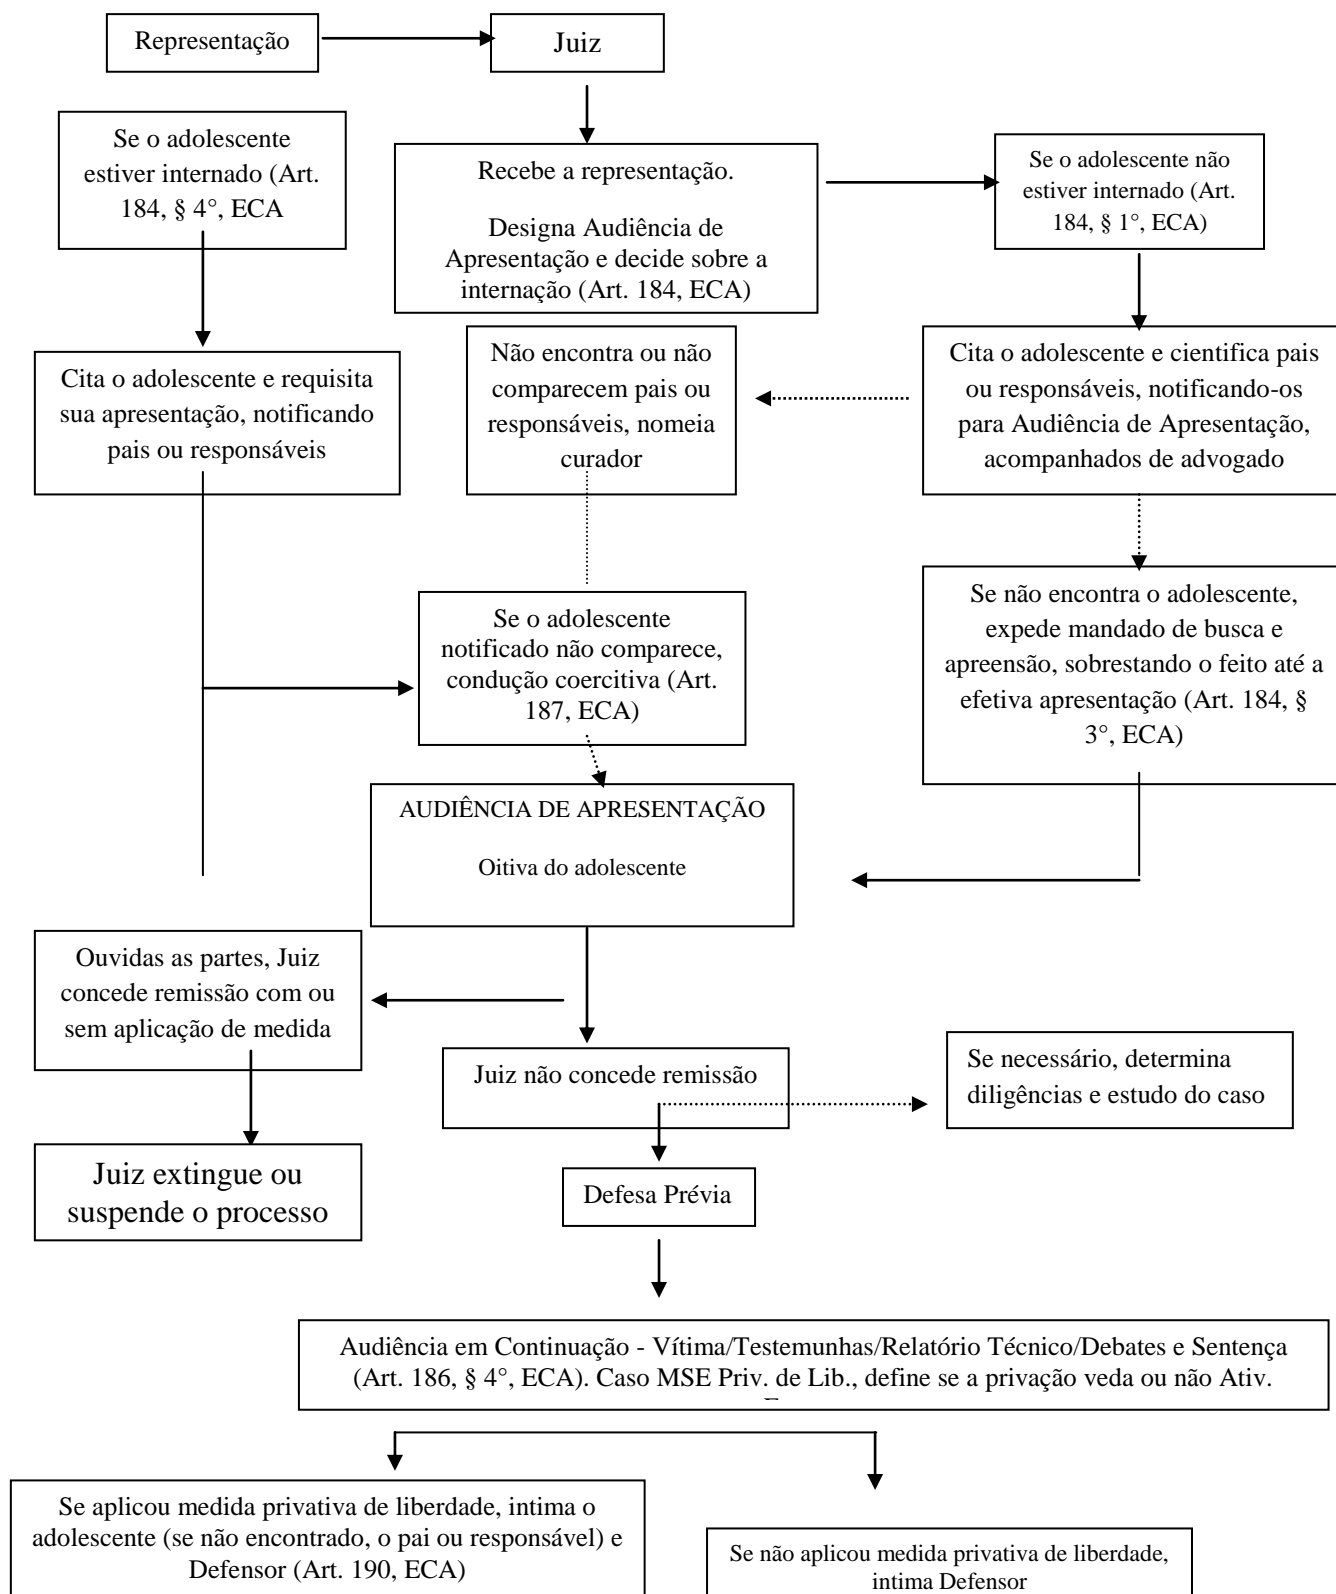 Representação
Juiz
Se o adolescente
estiver internado (Art.
184, § 4°, ECA
Recebe a representação.
Designa Audiência de
Apresentação e decide sobre a
internação (Art. 184, ECA)
Se o adolescente não
estiver internado (Art.
184, § 1°, ECA)
Cita o adolescente e requisita
sua apresentação, notificando
pais ou responsáveis
Não encontra ou não
comparecem pais ou
responsáveis, nomeia
curador
Cita o adolescente e cientifica pais
ou responsáveis, notificando-os
para Audiência de Apresentação,
acompanhados de advogado
Se o adolescente
notificado não comparece,
condução coercitiva (Art.
187, ECA)
Se não encontra o adolescente,
expede mandado de busca e
apreensão, sobrestando o feito até a
efetiva apresentação (Art. 184, §
3°, ECA)
AUDIÊNCIA DE APRESENTAÇÃO
Oitiva do adolescente
Ouvidas as partes, Juiz
concede remissão com ou
sem aplicação de medida
Juiz não concede remissão
Se necessário, determina
diligências e estudo do caso
Juiz extingue ou
suspende o processo
Defesa Prévia
Audiência em Continuação - Vítima/Testemunhas/Relatório Técnico/Debates e Sentença
(Art. 186, § 4°, ECA). Caso MSE Priv. de Lib., define se a privação veda ou não Ativ.
Se aplicou medida privativa de liberdade, intima o
adolescente (se não encontrado, o pai ou responsável) e
Defensor (Art. 190, ECA)
Se não aplicou medida privativa de liberdade,
intima Defensor